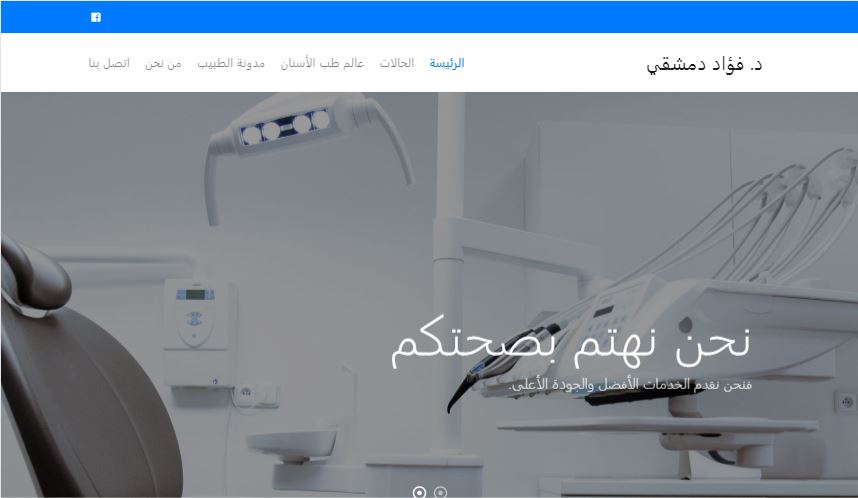 د. فؤاد دمشقي
الرئيسة الحالات عالم طب الأسنان مدونة الطبيب من نحن اتصل بنا
نحن نهتم بصحتكم
فنحن نقدم الخدمات الأفضل والجودة الأعلى.